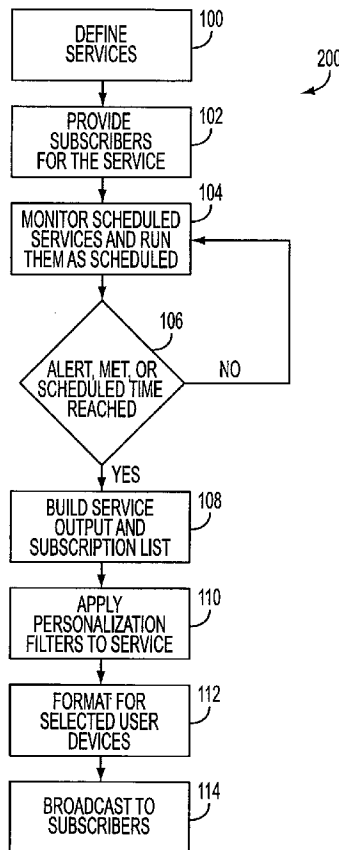 DEFINE
SERVICES
100
200
PROVIDE
SUBSCRIBERS
FOR THE SERVICE
102
MONITOR SCHEDULED
SERVICES AND RUN
THEM AS SCHEDULED
104
106
ALERT, MET, OR
SCHEDULED TIME
REACHED
NO
YES
BUILD SERVICE
OUTPUT AND
SUBSCRIPTION LIST
108
APPLY
PERSONALIZATION
FILTERS TO SERVICE
110
FORMAT FOR
SELECTED USER
DEVICES
112
BROADCAST TO
SUBSCRIBERS
114